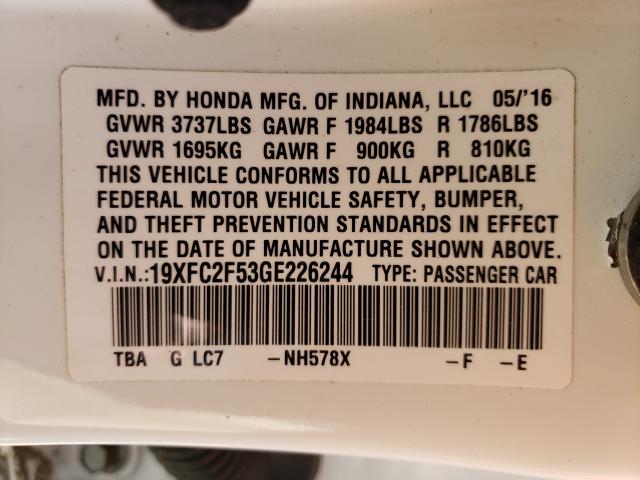 MFD. BY HONDA MFG. OF INDIANA, LLC 05/'16
GVWR 3737LBS GAWR F 1984LBS R 1786LBS
GVWR 1695KG GAWR F 900KG R 810KG
THIS VEHICLE CONFORMS TO ALL APPLICABLE
FEDERAL MOTOR VEHICLE SAFETY, BUMPER,
AND THEFT PREVENTION STANDARDS IN EFFECT
ON THE DATE OF MANUFACTURE SHOWN ABOVE.
V.I.N.:19XFC2F53GE226244 TYPE: PASSENGER CAR
TBA G LC7 -NH578X -F -E